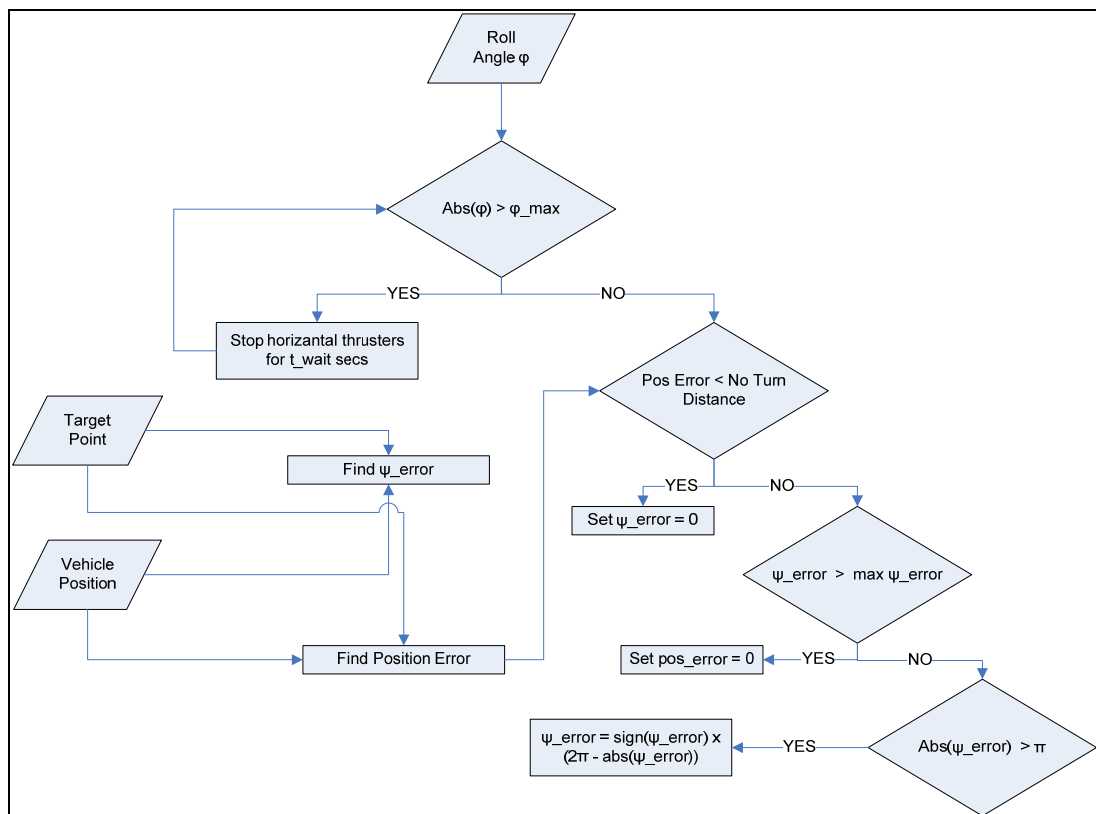 Roll
Angle φ
Abs(φ) > φ_max
YES
NO
Stop horizantal thrusters
for t_wait secs
Pos Error < No Turn
Distance
Target
Point
Find ψ_error
YES
NO
Set ψ_error = 0
Vehicle
Position
ψ_error > max ψ_error
Find Position Error
Set pos_error = 0
YES
NO
ψ_error = sign(ψ_error) x
(2π - abs(ψ_error))
YES
Abs(ψ_error) > π